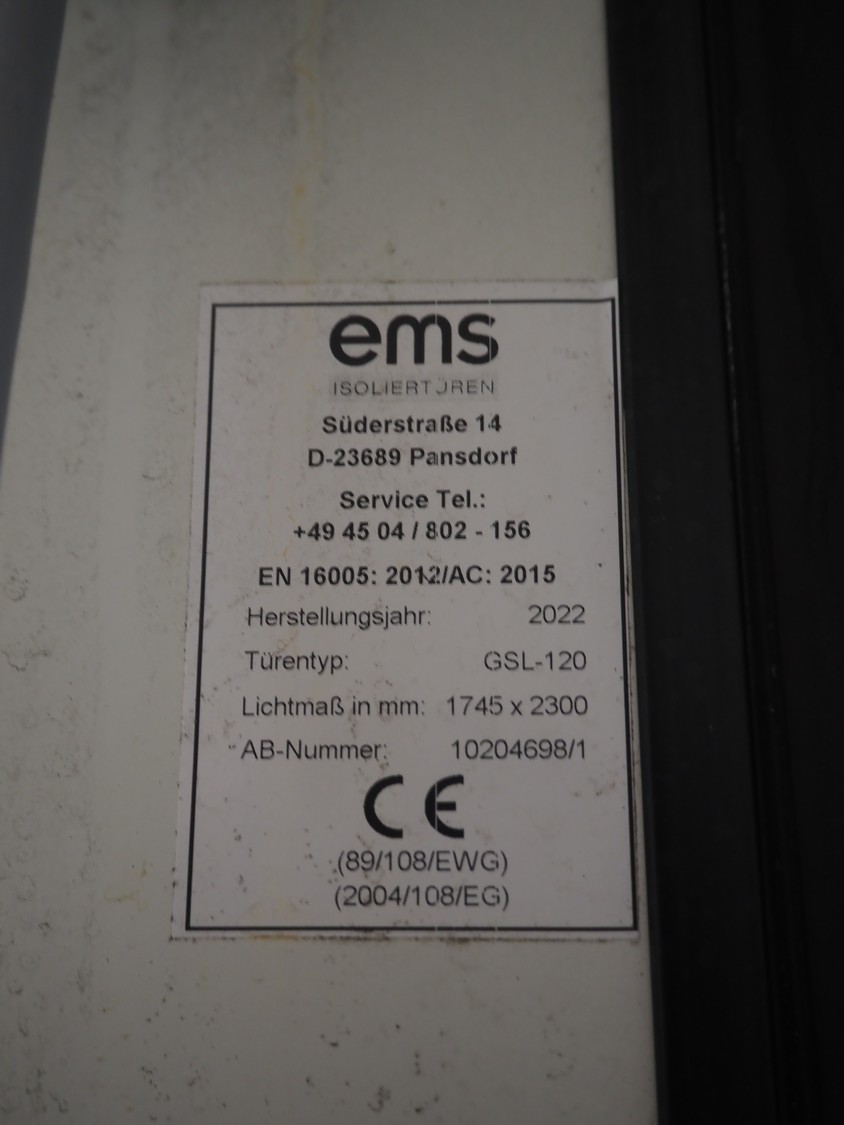 ems
ISOLIERTÜREN
Süderstraße 14
D-23689 Pansdorf
Service Tel.:
+49 45 04 / 802 - 156
EN 16005: 2012/AC: 2015
Herstellungsjahr: 2022
Türentyp: GSL-120
Lichtmaß in mm: 1745 x 2300
AB-Nummer: 10204698/1
CE
(89/108/EWG)
(2004/108/EG)